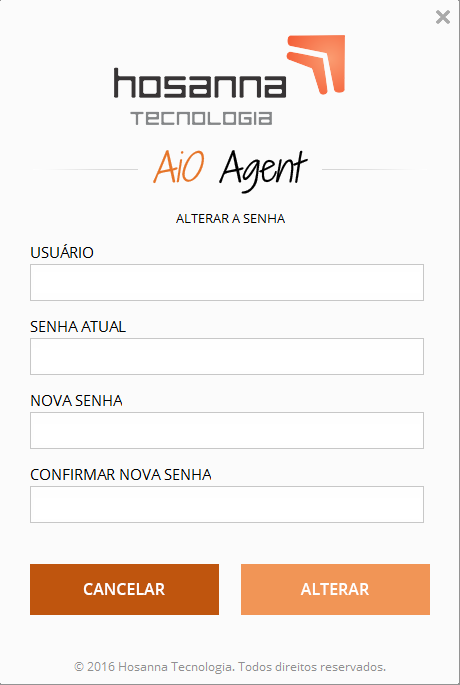 hosanna
TECNOLOGIA
AiO Agent
ALTERAR A SENHA
USUÁRIO
SENHA ATUAL
NOVA SENHA
CONFIRMAR NOVA SENHA
CANCELAR ALTERAR
© 2016 Hosanna Tecnologia. Todos direitos reservados.